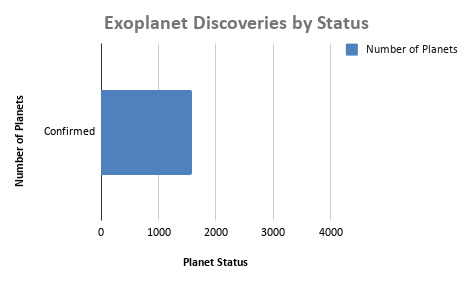 Exoplanet Discoveries by Status
Number of Planets
Number of Planets
Confirmed
0 1000 2000 3000 4000
Planet Status